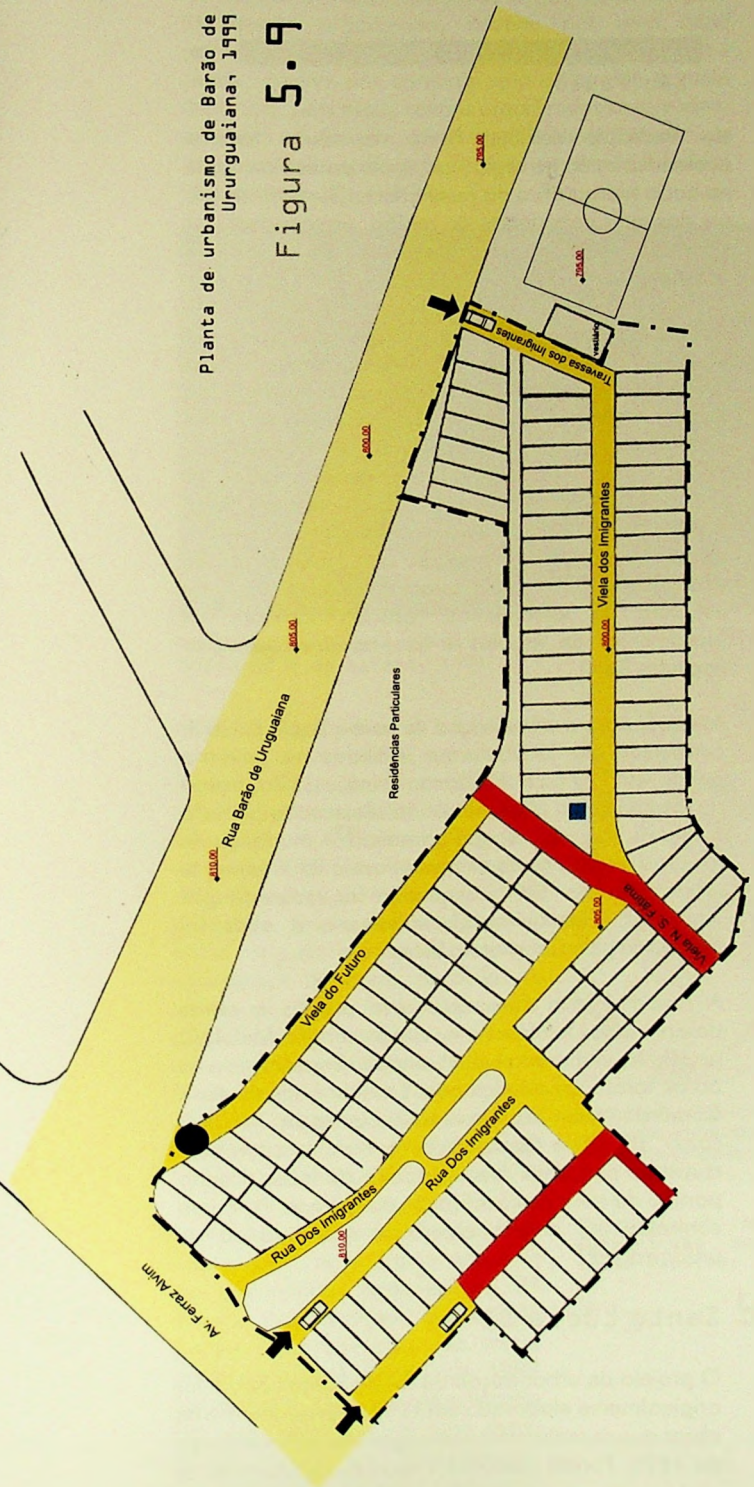 Planta de urbanismo de Barão de
Ururguaiana, 1999
Figura 5.9
795.00
795.00
vestiário
Travessa dos Imigrantes
800.00
Viela dos Imigrantes
800.00
805.00
Rua Barão de Uruguaiana
Residências Particulares
810.00
Viela do Futuro
Viela N. S. Fatima
805.00
Rua Dos Imigrantes
Rua Dos Imigrantes
810.00
Av. Ferraz Alvim